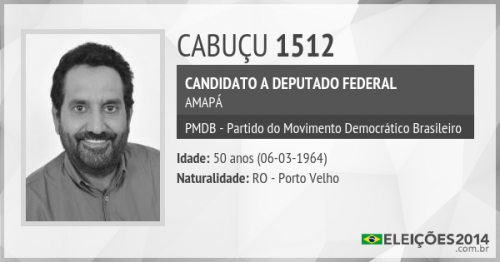 CABUÇU 1512
CANDIDATO A DEPUTADO FEDERAL
AMAPÁ
PMDB - Partido do Movimento Democrático Brasileiro
Idade: 50 anos (06-03-1964)
Naturalidade: RO - Porto Velho
ELEIÇÕES2014
.com.br